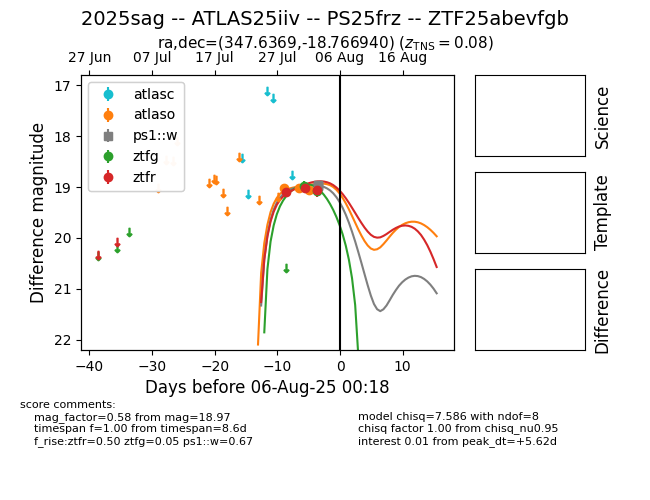 2025sag -- ATLAS25iiv -- PS25frz -- ZTF25abevfgb
ra,dec=(347.6369,-18.766940) (z_TNS = 0.08)
27 Jun 07 Jul 17 Jul 27 Jul 06 Aug 16 Aug
17
18
19
20
21
22
Difference magnitude
atlasc
atlaso
ps1::w
ztfg
ztfr
Science
Template
Difference
−40 −30 −20 −10 0 10
Days before 06-Aug-25 00:18
score comments:
mag_factor=0.58 from mag=18.97
timespan f=1.00 from timespan=8.6d
f_rise:ztfr=0.50 ztfg=0.05 ps1::w=0.67
model chisq=7.586 with ndof=8
chisq factor 1.00 from chisq_nu0.95
interest 0.01 from peak_dt=+5.62d